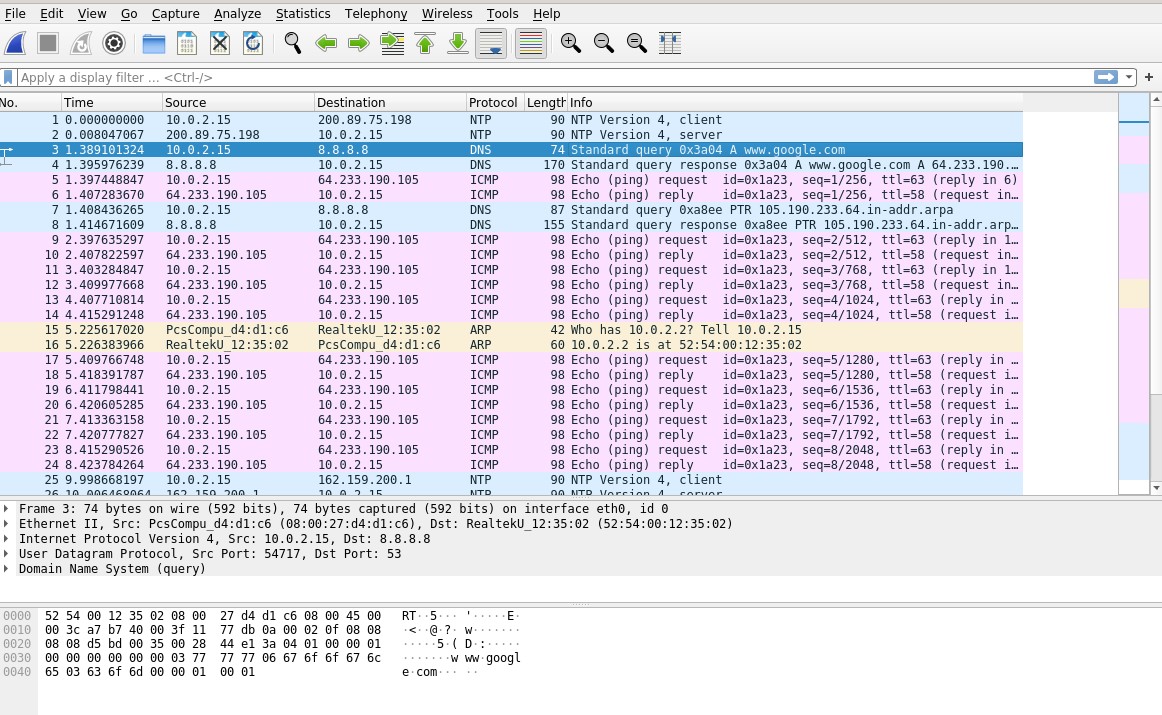 File Edit View Go Capture Analyze Statistics Telephony Wireless Tools Help
Apply a display filter ... <Ctrl-/>
No. Time Source Destination Protocol Length Info
1 0.000000000 10.0.2.15 200.89.75.198 NTP 90 NTP Version 4, client
2 0.008047067 200.89.75.198 10.0.2.15 NTP 90 NTP Version 4, server
3 1.389101324 10.0.2.15 8.8.8.8 DNS 74 Standard query 0x3a04 A www.google.com
4 1.395976239 8.8.8.8 10.0.2.15 DNS 170 Standard query response 0x3a04 A www.google.com A 64.233.190.…
5 1.397448847 10.0.2.15 64.233.190.105 ICMP 98 Echo (ping) request id=0x1a23, seq=1/256, ttl=63 (reply in 6)
6 1.407283670 64.233.190.105 10.0.2.15 ICMP 98 Echo (ping) reply id=0x1a23, seq=1/256, ttl=58 (request in…
7 1.408436265 10.0.2.15 8.8.8.8 DNS 87 Standard query 0xa8ee PTR 105.190.233.64.in-addr.arpa
8 1.414671609 8.8.8.8 10.0.2.15 DNS 155 Standard query response 0xa8ee PTR 105.190.233.64.in-addr.arp…
9 2.397635297 10.0.2.15 64.233.190.105 ICMP 98 Echo (ping) request id=0x1a23, seq=2/512, ttl=63 (reply in 1…
10 2.407822597 64.233.190.105 10.0.2.15 ICMP 98 Echo (ping) reply id=0x1a23, seq=2/512, ttl=58 (request in…
11 3.403284847 10.0.2.15 64.233.190.105 ICMP 98 Echo (ping) request id=0x1a23, seq=3/768, ttl=63 (reply in 1…
12 3.409977668 64.233.190.105 10.0.2.15 ICMP 98 Echo (ping) reply id=0x1a23, seq=3/768, ttl=58 (request in…
13 4.407710814 10.0.2.15 64.233.190.105 ICMP 98 Echo (ping) request id=0x1a23, seq=4/1024, ttl=63 (reply in …
14 4.415291248 64.233.190.105 10.0.2.15 ICMP 98 Echo (ping) reply id=0x1a23, seq=4/1024, ttl=58 (request i…
15 5.225617020 PcsCompu_d4:d1:c6 RealtekU_12:35:02 ARP 42 Who has 10.0.2.2? Tell 10.0.2.15
16 5.226383966 RealtekU_12:35:02 PcsCompu_d4:d1:c6 ARP 60 10.0.2.2 is at 52:54:00:12:35:02
17 5.409766748 10.0.2.15 64.233.190.105 ICMP 98 Echo (ping) request id=0x1a23, seq=5/1280, ttl=63 (reply in …
18 5.418391787 64.233.190.105 10.0.2.15 ICMP 98 Echo (ping) reply id=0x1a23, seq=5/1280, ttl=58 (request i…
19 6.411798441 10.0.2.15 64.233.190.105 ICMP 98 Echo (ping) request id=0x1a23, seq=6/1536, ttl=63 (reply in …
20 6.420605285 64.233.190.105 10.0.2.15 ICMP 98 Echo (ping) reply id=0x1a23, seq=6/1536, ttl=58 (request i…
21 7.413363158 10.0.2.15 64.233.190.105 ICMP 98 Echo (ping) request id=0x1a23, seq=7/1792, ttl=63 (reply in …
22 7.420777827 64.233.190.105 10.0.2.15 ICMP 98 Echo (ping) reply id=0x1a23, seq=7/1792, ttl=58 (request i…
23 8.415290526 10.0.2.15 64.233.190.105 ICMP 98 Echo (ping) request id=0x1a23, seq=8/2048, ttl=63 (reply in …
24 8.423784264 64.233.190.105 10.0.2.15 ICMP 98 Echo (ping) reply id=0x1a23, seq=8/2048, ttl=58 (request i…
25 9.998668197 10.0.2.15 162.159.200.1 NTP 90 NTP Version 4, client
26 10.006468064 162.159.200.1 10.0.2.15 NTP 90 NTP Version 4, server
Frame 3: 74 bytes on wire (592 bits), 74 bytes captured (592 bits) on interface eth0, id 0
Ethernet II, Src: PcsCompu_d4:d1:c6 (08:00:27:d4:d1:c6), Dst: RealtekU_12:35:02 (52:54:00:12:35:02)
Internet Protocol Version 4, Src: 10.0.2.15, Dst: 8.8.8.8
User Datagram Protocol, Src Port: 54717, Dst Port: 53
Domain Name System (query)
0000 52 54 00 12 35 02 08 00 27 d4 d1 c6 08 00 45 00 RT··5··· '·····E·
0010 00 3c a7 b7 40 00 3f 11 77 db 0a 00 02 0f 08 08 ·<··@·?· w·······
0020 08 08 d5 bd 00 35 00 28 44 e1 3a 04 01 00 00 01 ·····5·( D·:·····
0030 00 00 00 00 00 00 03 77 77 77 06 67 6f 6f 67 6c ·······w ww·googl
0040 65 03 63 6f 6d 00 00 01 00 01 e·com··· ··